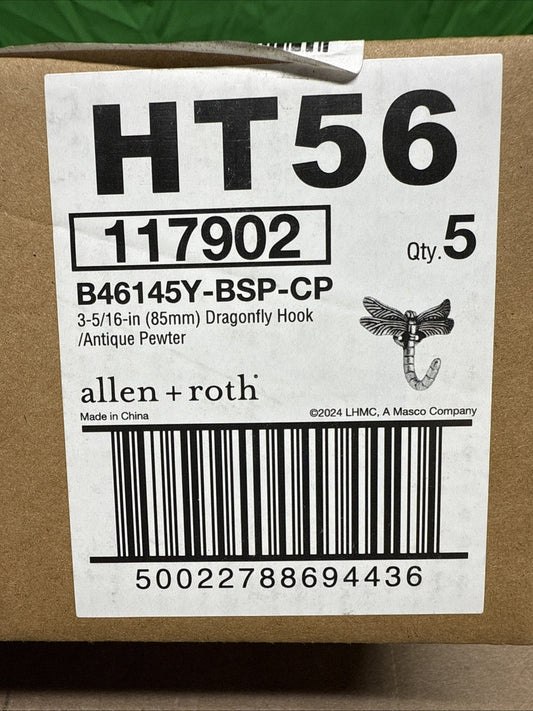 HT56
117902
Qty.5
B46145Y-BSP-CP
3-5/16-in (85mm) Dragonfly Hook
/Antique Pewter
allen + roth®
Made in China
©2024 LHMC, A Masco Company
50022788694436